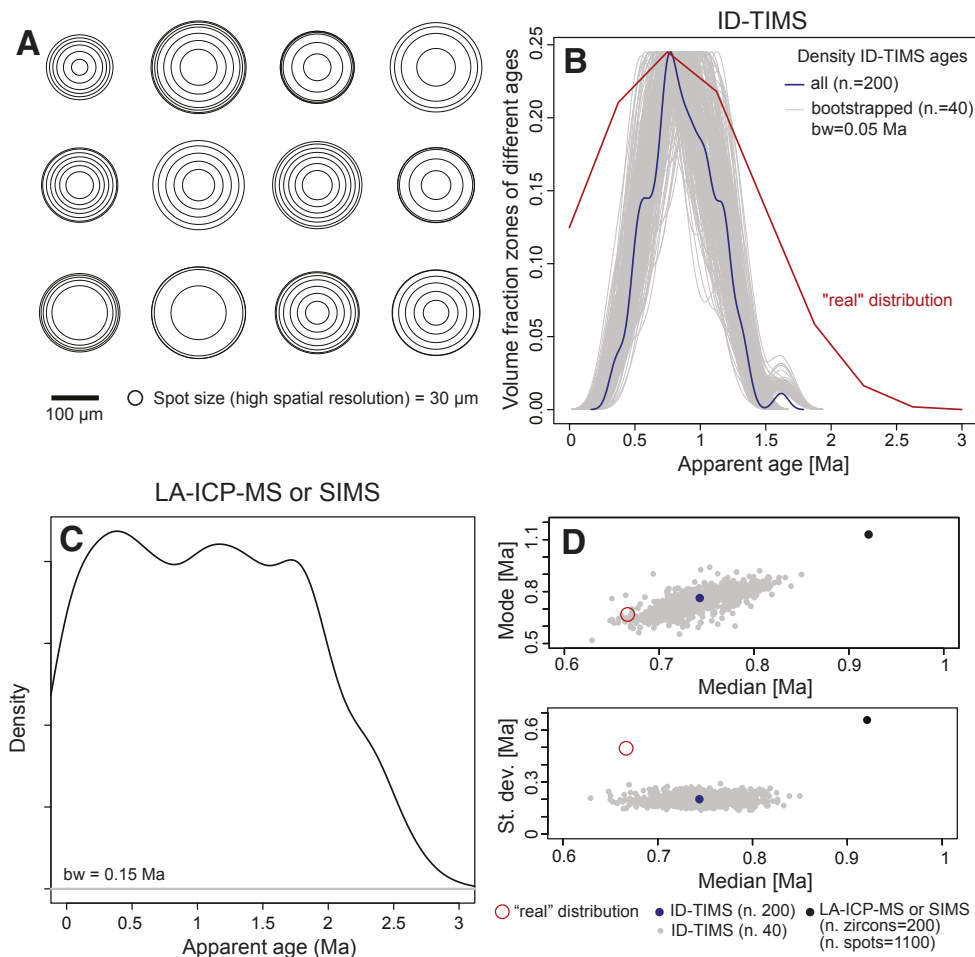 A
100 μm
Spot size (high spatial resolution) = 30 μm
ID-TIMS
B
Density ID-TIMS ages
all (n.=200)
bootstrapped (n.=40)
bw=0.05 Ma
"real" distribution
Volume fraction zones of different ages
0.25
0.20
0.15
0.10
0.05
0.00
0 0.5 1 1.5 2 2.5 3
Apparent age [Ma]
LA-ICP-MS or SIMS
C
Density
bw = 0.15 Ma
0 0.5 1 1.5 2 2.5 3
Apparent age (Ma)
D
Mode [Ma]
1.1
0.8
0.5
0.6 0.7 0.8 0.9 1
Median [Ma]
St. dev. [Ma]
0.6
0.3
0
0.6 0.7 0.8 0.9 1
Median [Ma]
“real” distribution
ID-TIMS (n. 200)
ID-TIMS (n. 40)
LA-ICP-MS or SIMS
(n. zircons=200)
(n. spots=1100)